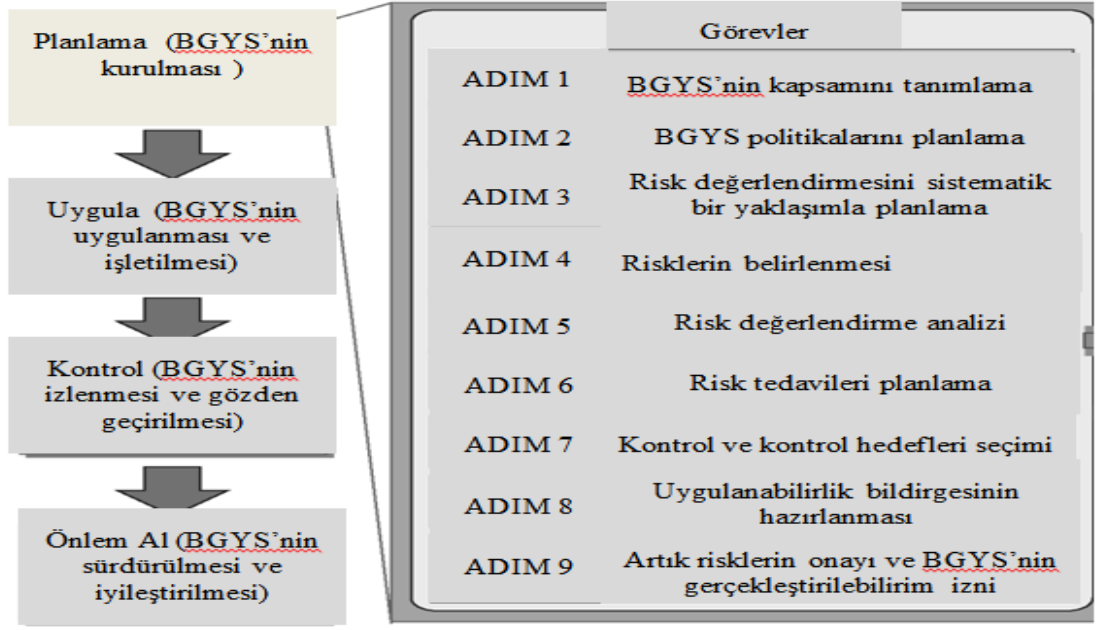 Planlama (BGYS'nin
kurulması )
Uygula (BGYS'nin
uygulanması ve
işletilmesi)
Kontrol (BGYS'nin
izlenmesi ve gözden
geçirilmesi)
Önlem Al (BGYS'nin
sürdürülmesi ve
iyileştirilmesi)
Görevler
ADIM 1 BGYS'nin kapsamını tanımlama
ADIM 2 BGYS politikalarını planlama
ADIM 3 Risk değerlendirmesini sistematik
bir yaklaşımla planlama
ADIM 4 Risklerin belirlenmesi
ADIM 5 Risk değerlendirme analizi
ADIM 6 Risk tedavileri planlama
ADIM 7 Kontrol ve kontrol hedefleri seçimi
ADIM 8 Uygulanabilirlik bildirgesinin
hazırlanması
ADIM 9 Artık risklerin onayı ve BGYS'nin
gerçekleştirilebilirim izni